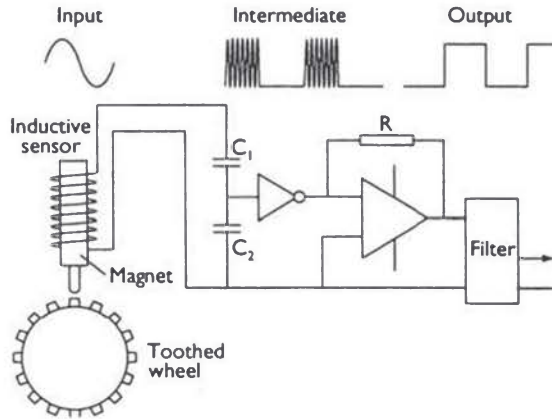 Input
Intermediate
Output
Inductive
sensor
C1
R
C2
Magnet
Filter
Toothed
wheel